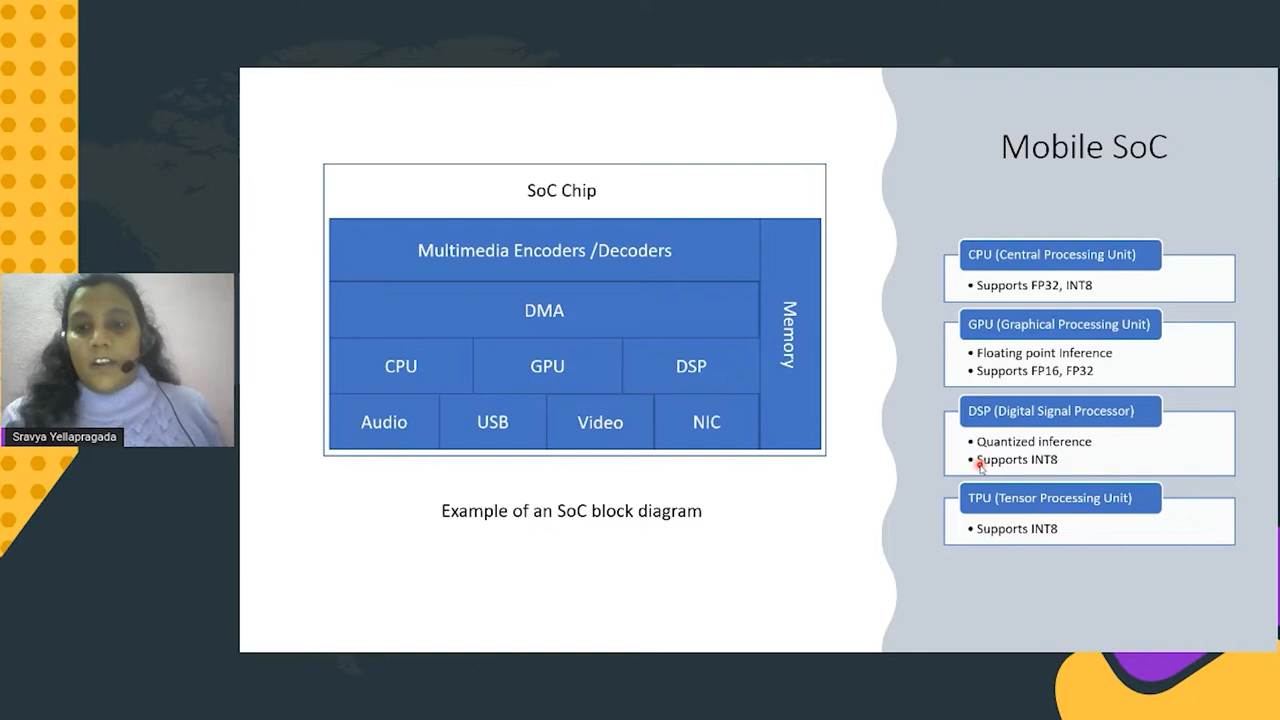 Mobile SoC
SoC Chip
Multimedia Encoders /Decoders
DMA
CPU
GPU
DSP
Memory
Audio
USB
Video
NIC
Example of an SoC block diagram
CPU (Central Processing Unit)
• Supports FP32, INT8
GPU (Graphical Processing Unit)
• Floating point Inference
• Supports FP16, FP32
DSP (Digital Signal Processor)
• Quantized inference
• Supports INT8
TPU (Tensor Processing Unit)
• Supports INT8
Sravya Yellapragada